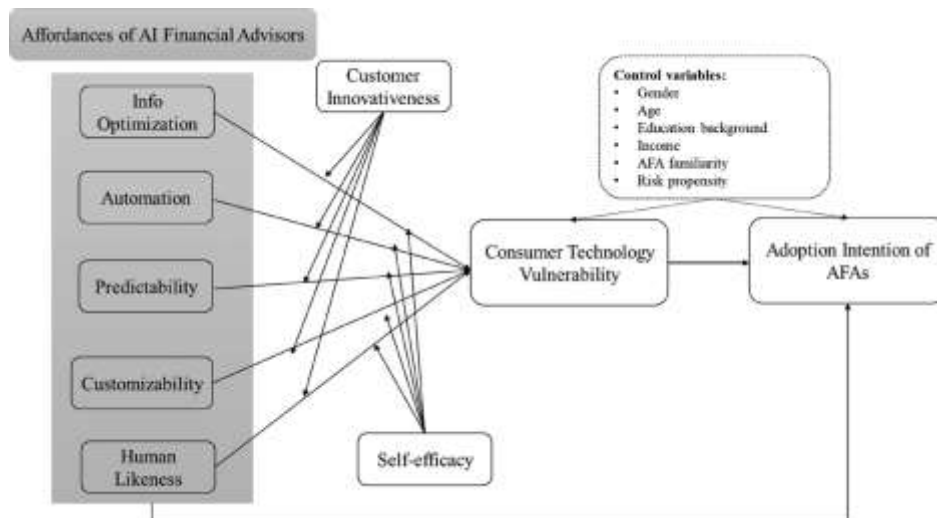 Affordances of AI Financial Advisors
Info
Optimization
Automation
Predictability
Customizability
Human
Likeness
Customer
Innovativeness
Self-efficacy
Consumer Technology
Vulnerability
Control variables:
• Gender
• Age
• Education background
• Income
• AFA familiarity
• Risk propensity
Adoption Intention of
AFAs